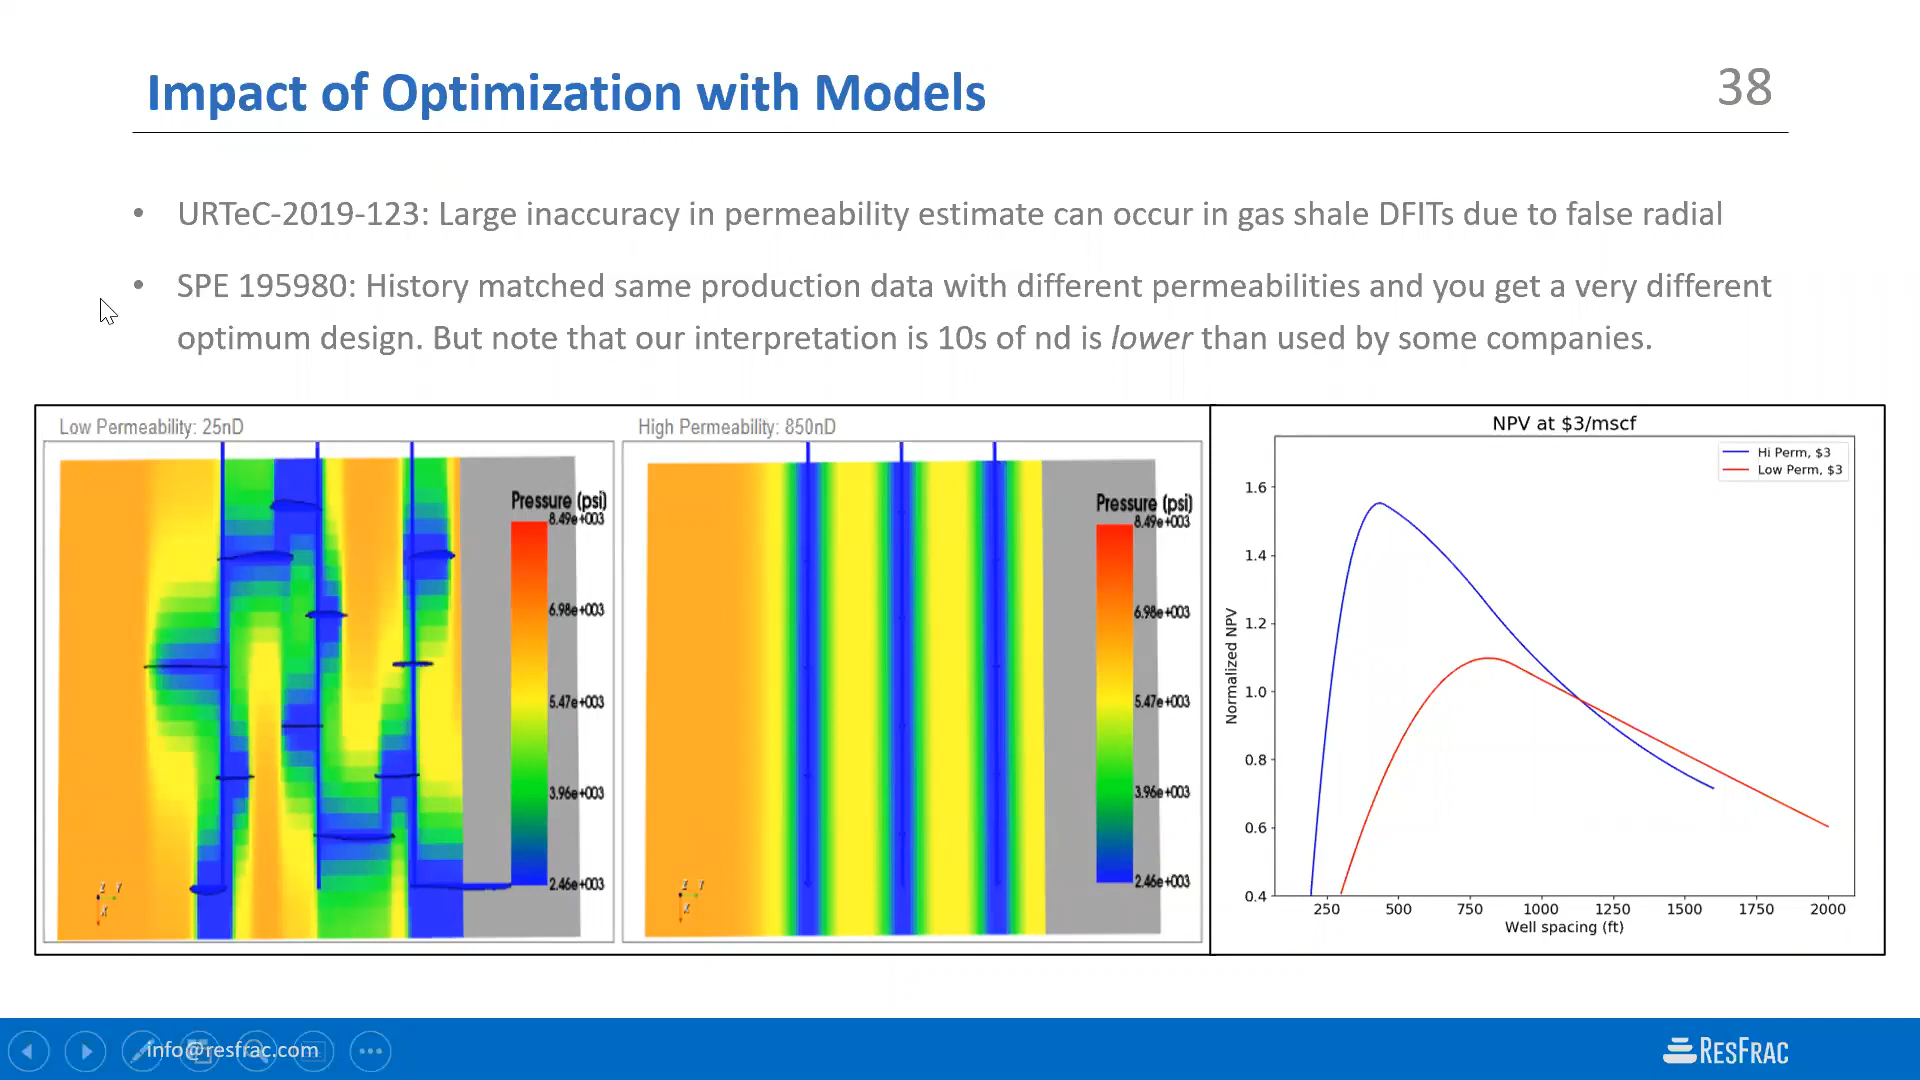 Impact of Optimization with Models
38
• URTeC-2019-123: Large inaccuracy in permeability estimate can occur in gas shale DFITs due to false radial
• SPE 195980: History matched same production data with different permeabilities and you get a very different
optimum design. But note that our interpretation is 10s of nd is lower than used by some companies.
Low Permeability: 25nD
Pressure (psi)
8.49e+003
6.98e+003
5.47e+003
3.96e+003
2.46e+003
Z Y
X
High Permeability: 850nD
Pressure (psi)
8.49e+003
6.98e+003
5.47e+003
3.96e+003
2.46e+003
Z Y
X
NPV at $3/mscf
Hi Perm, $3
Low Perm, $3
Normalized NPV
1.6
1.4
1.2
1.0
0.8
0.6
0.4
250 500 750 1000 1250 1500 1750 2000
Well spacing (ft)
info@resfrac.com
RESFRAC